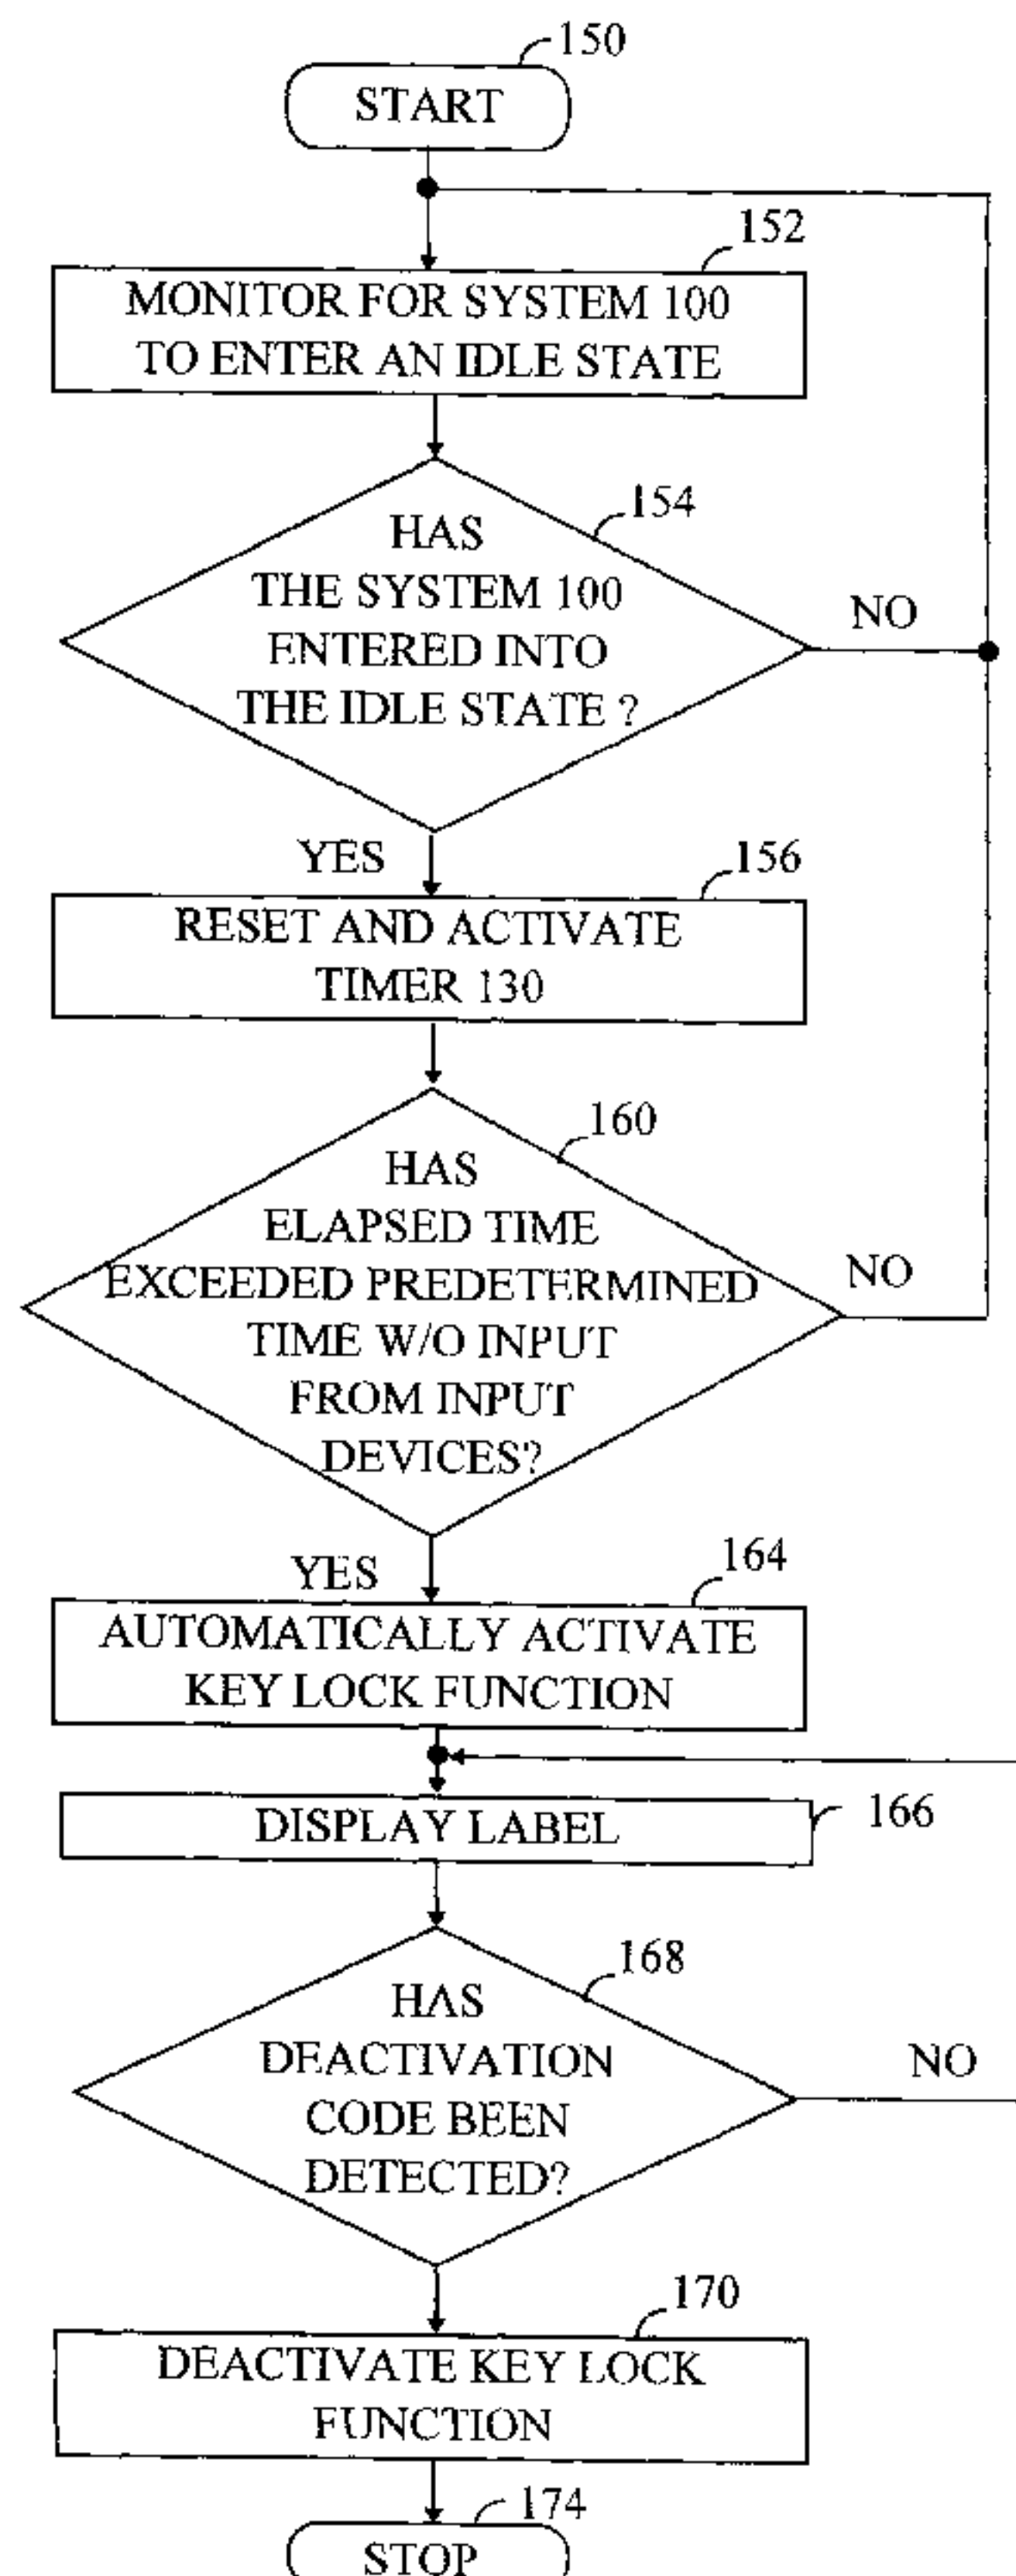 150
START
152
MONITOR FOR SYSTEM 100
TO ENTER AN IDLE STATE
154
HAS
THE SYSTEM 100
ENTERED INTO
THE IDLE STATE ?
NO
YES
156
RESET AND ACTIVATE
TIMER 130
160
HAS
ELAPSED TIME
EXCEEDED PREDETERMINED
TIME W/O INPUT
FROM INPUT
DEVICES?
NO
YES
164
AUTOMATICALLY ACTIVATE
KEY LOCK FUNCTION
DISPLAY LABEL
166
168
HAS
DEACTIVATION
CODE BEEN
DETECTED?
NO
170
DEACTIVATE KEY LOCK
FUNCTION
174
STOP